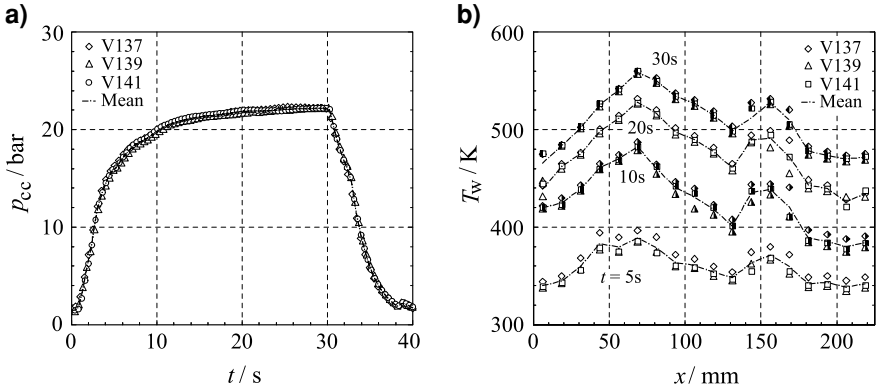 a)
30
20
10
0
p_cc / bar
V137
V139
V141
Mean
0 10 20 30 40
t / s
b)
600
500
400
300
T_w / K
30s
20s
10s
t = 5s
V137
V139
V141
Mean
0 50 100 150 200
x / mm